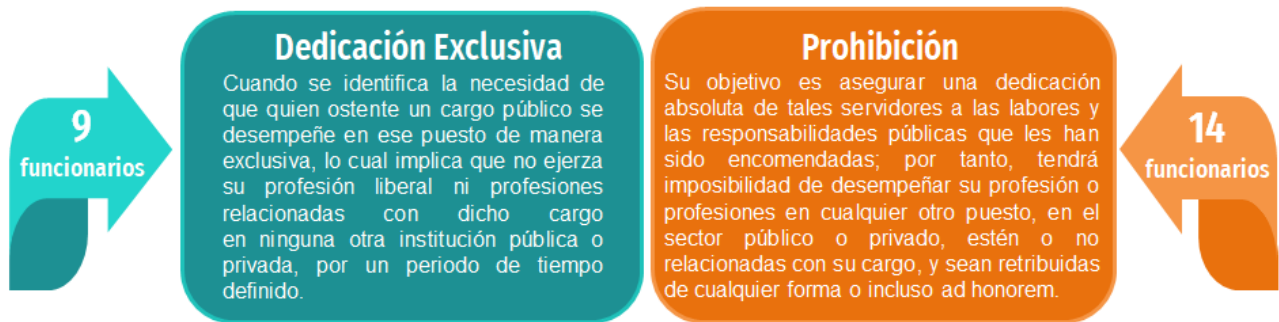 9
funcionarios
Dedicación Exclusiva
Cuando se identifica la necesidad de
que quien ostente un cargo público se
desempeñe en ese puesto de manera
exclusiva, lo cual implica que no ejerza
su profesión liberal ni profesiones
relacionadas con dicho cargo
en ninguna otra institución pública o
privada, por un periodo de tiempo
definido.
Prohibición
Su objetivo es asegurar una dedicación
absoluta de tales servidores a las labores y
las responsabilidades públicas que les han
sido encomendadas; por tanto, tendrá
imposibilidad de desempeñar su profesión o
profesiones en cualquier otro puesto, en el
sector público o privado, estén o no
relacionadas con su cargo, y sean retribuidas
de cualquier forma o incluso ad honorem.
14
funcionarios